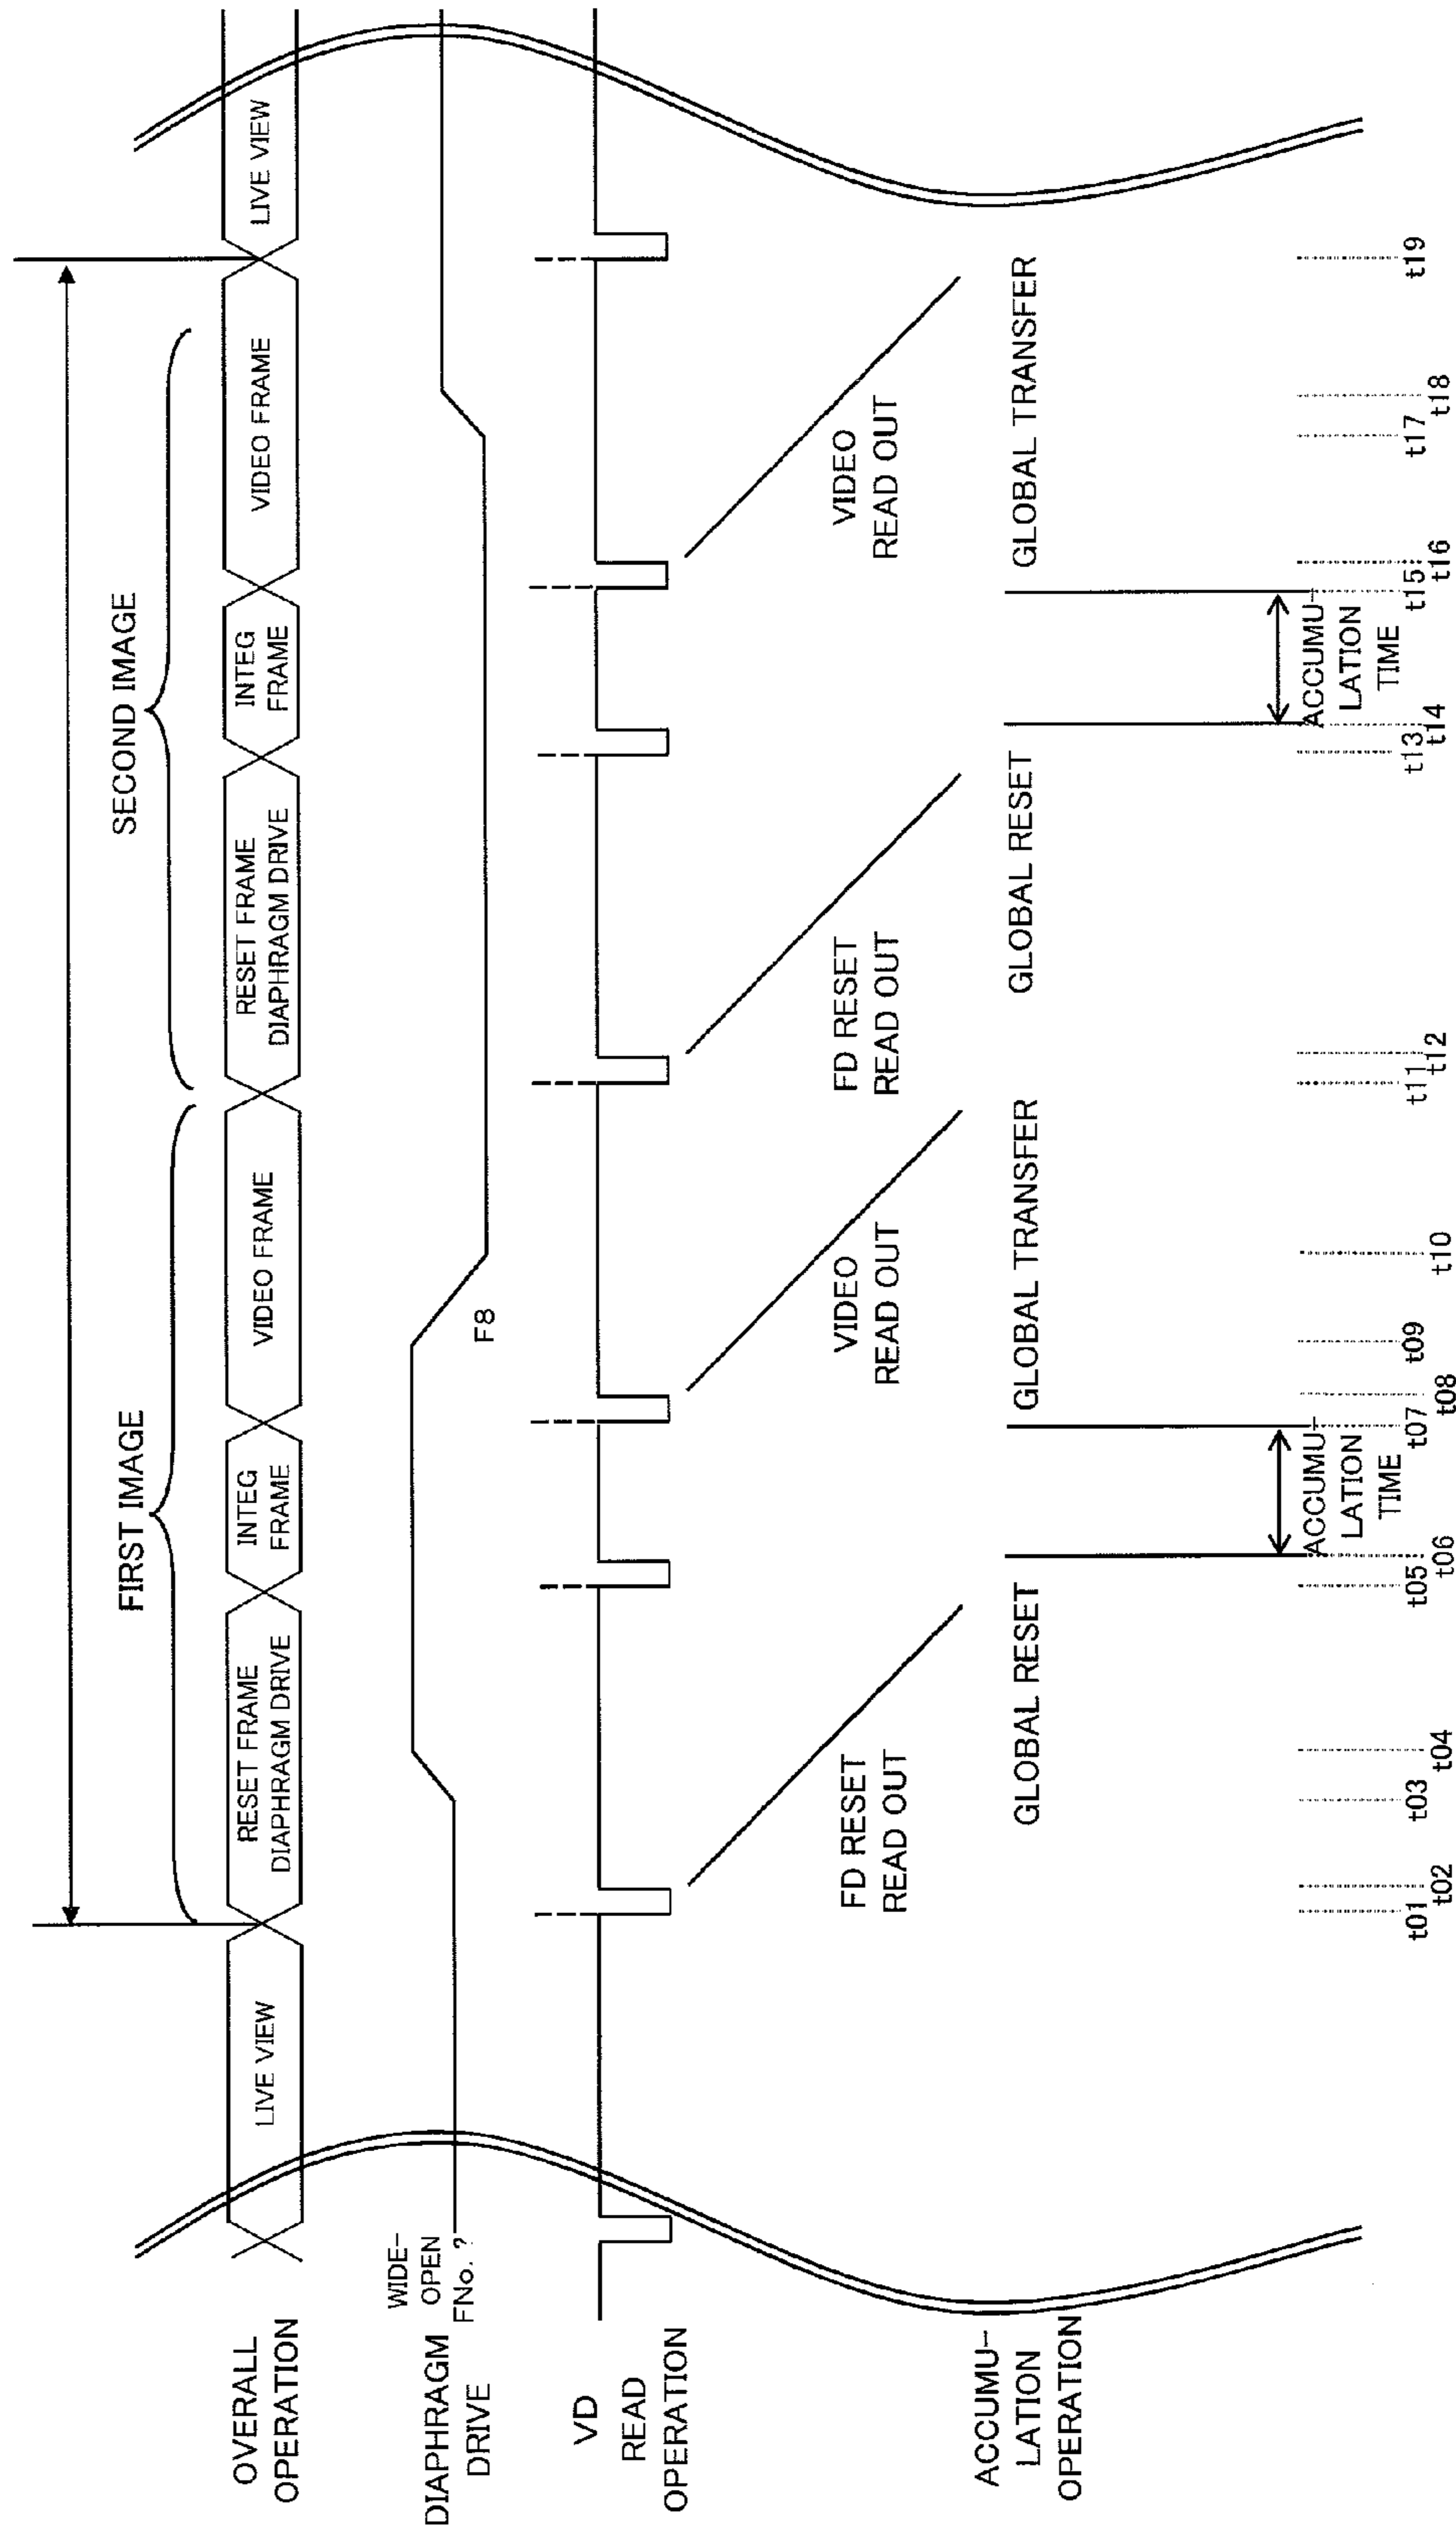 FIRST IMAGE
SECOND IMAGE
OVERALL
OPERATION
LIVE VIEW
RESET FRAME
DIAPHRAGM DRIVE
INTEG
FRAME
VIDEO FRAME
RESET FRAME
DIAPHRAGM DRIVE
INTEG
FRAME
VIDEO FRAME
LIVE VIEW
DIAPHRAGM
DRIVE
WIDE-
OPEN
FNo. ?
F8
VD
READ
OPERATION
FD RESET
READ OUT
VIDEO
READ OUT
FD RESET
READ OUT
VIDEO
READ OUT
ACCUMU-
LATION
OPERATION
GLOBAL RESET
GLOBAL TRANSFER
GLOBAL RESET
GLOBAL TRANSFER
ACCUMU-
LATION
TIME
ACCUMU-
LATION
TIME
t01
t02
t03
t04
t05
t06
t07
t08
t09
t10
t11
t12
t13
t14
t15
t16
t17
t18
t19